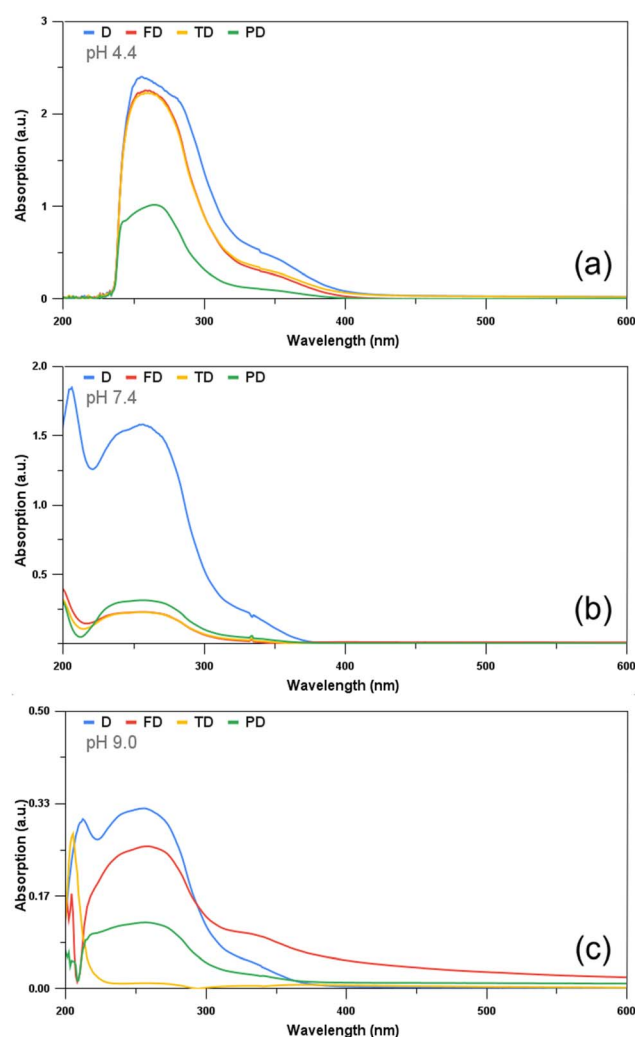 D FD TD PD
pH 4.4
3
2
1
0
Absorption (a.u.)
(a)
200 300 400 500 600
Wavelength (nm)
D FD TD PD
pH 7.4
2.0
1.5
1.0
0.5
Absorption (a.u.)
(b)
200 300 400 500 600
Wavelength (nm)
D FD TD PD
pH 9.0
0.50
0.33
0.17
0.00
Absorption (a.u.)
(c)
200 300 400 500 600
Wavelength (nm)